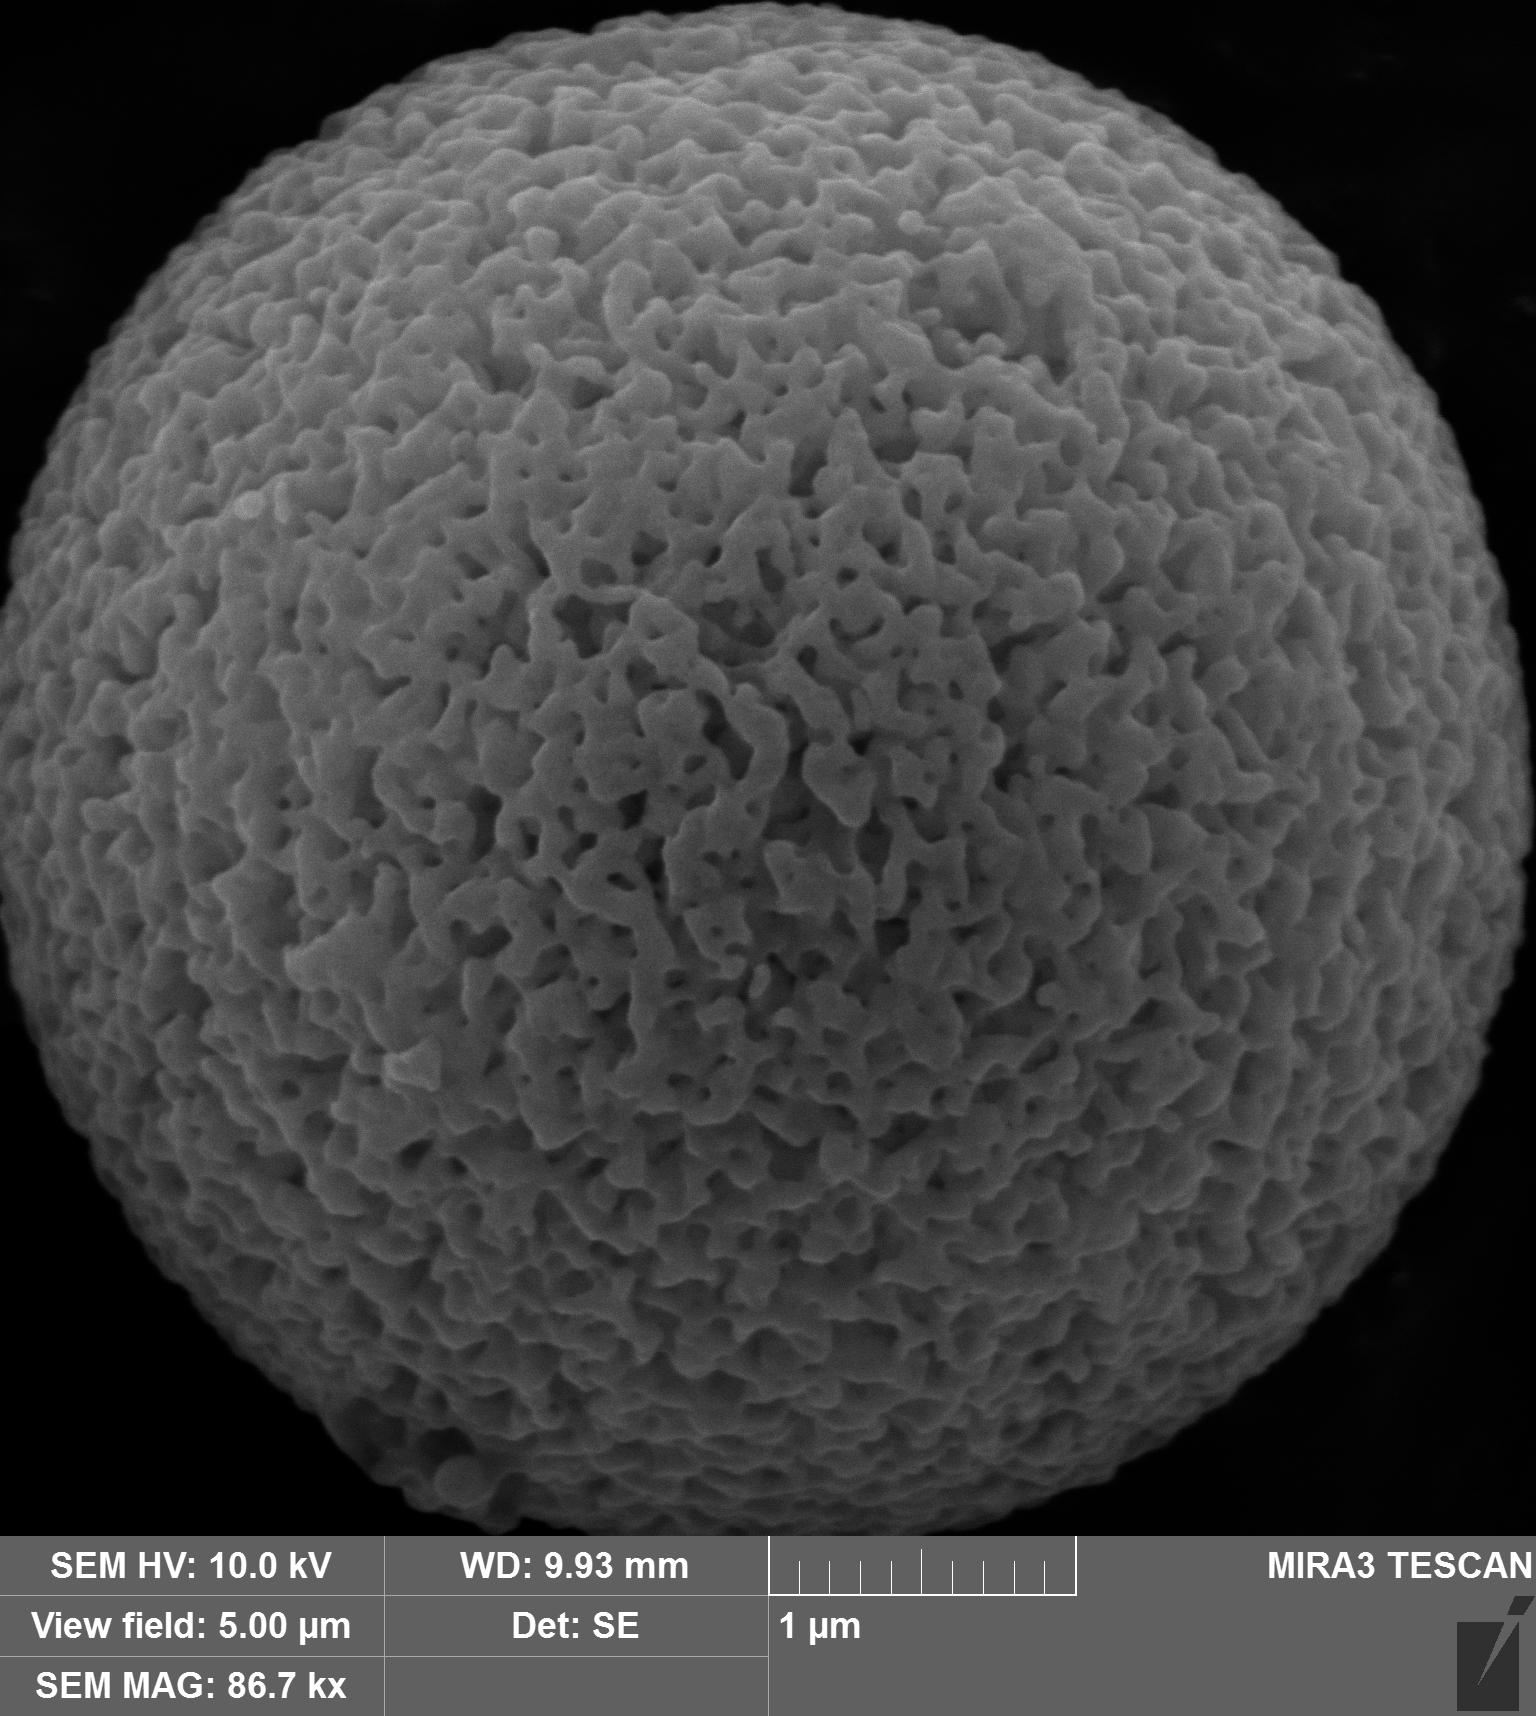 SEM HV: 10.0 kV
WD: 9.93 mm
MIRA3 TESCAN
View field: 5.00 µm
Det: SE
1 µm
SEM MAG: 86.7 kx